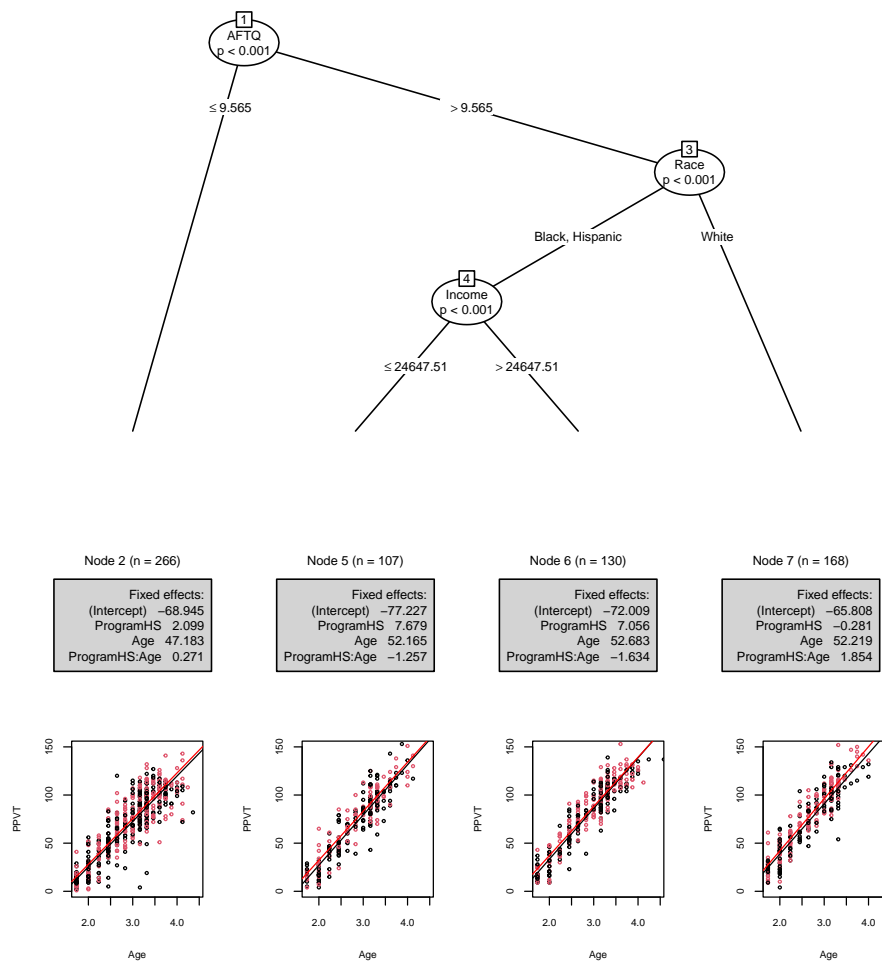 1
AFTQ
p < 0.001
≤ 9.565
> 9.565
3
Race
p < 0.001
Black, Hispanic
White
4
Income
p < 0.001
≤ 24647.51
> 24647.51
Node 2 (n = 266)
Fixed effects:
(Intercept) −68.945
ProgramHS 2.099
Age 47.183
ProgramHS:Age 0.271
Node 5 (n = 107)
Fixed effects:
(Intercept) −77.227
ProgramHS 7.679
Age 52.165
ProgramHS:Age −1.257
Node 6 (n = 130)
Fixed effects:
(Intercept) −72.009
ProgramHS 7.056
Age 52.683
ProgramHS:Age −1.634
Node 7 (n = 168)
Fixed effects:
(Intercept) −65.808
ProgramHS −0.281
Age 52.219
ProgramHS:Age 1.854
PPVT
150
100
50
0
2.0 3.0 4.0
Age
PPVT
150
100
50
0
2.0 3.0 4.0
Age
PPVT
150
100
50
0
2.0 3.0 4.0
Age
PPVT
150
100
50
0
2.0 3.0 4.0
Age